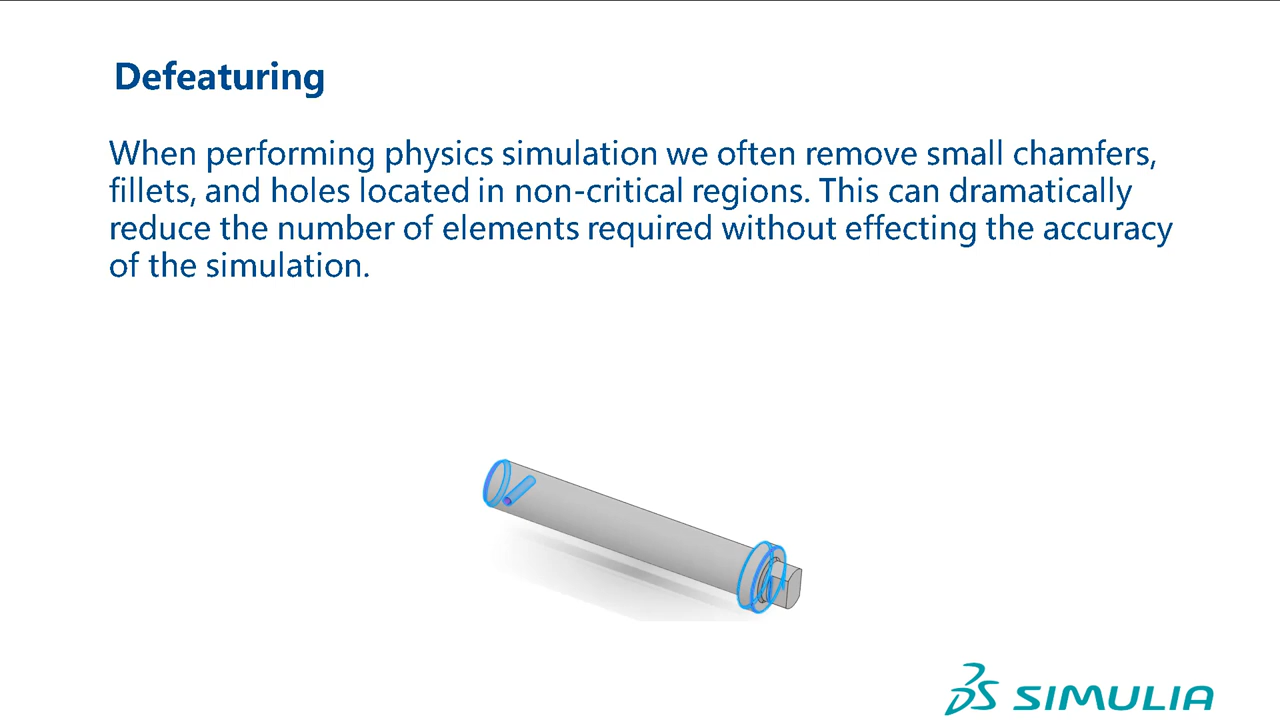 Defeaturing
When performing physics simulation we often remove small chamfers,
fillets, and holes located in non-critical regions. This can dramatically
reduce the number of elements required without effecting the accuracy
of the simulation.
SIMULIA